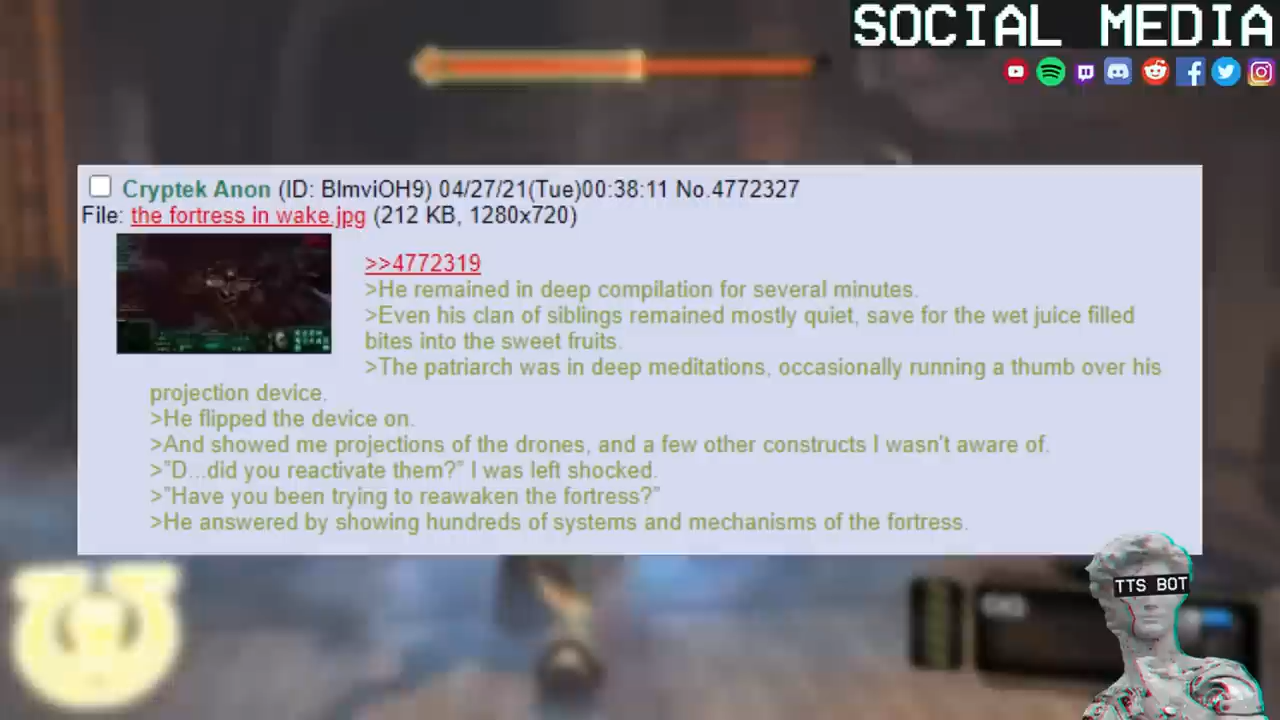 SOCIAL MEDIA
Cryptek Anon (ID: BlmviOH9) 04/27/21(Tue)00:38:11 No.4772327
File: the fortress in wake.jpg (212 KB, 1280x720)
>>4772319
>He remained in deep compilation for several minutes.
>Even his clan of siblings remained mostly quiet, save for the wet juice filled
bites into the sweet fruits.
>The patriarch was in deep meditations, occasionally running a thumb over his
projection device.
>He flipped the device on.
>And showed me projections of the drones, and a few other constructs I wasn't aware of.
>"D...did you reactivate them?" I was left shocked.
>"Have you been trying to reawaken the fortress?"
>He answered by showing hundreds of systems and mechanisms of the fortress.
TTS BOT